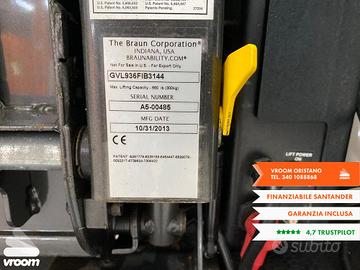 The Braun Corporation®
INDIANA, USA
BRAUNABILITY.COM®
Not For Sale in U.S. - For Export Only
GVL936FIB3144
Max. Lifting Capacity - 660 lb (300kg)
SERIAL NUMBER
A5-00485
MFG DATE
10/31/2013
LIFT POWER
ON
VROOM ORISTANO
TEL. 340 1088868
FINANZIABILE SANTANDER
GARANZIA INCLUSA
4,7 TRUSTPILOT
subito
vroom